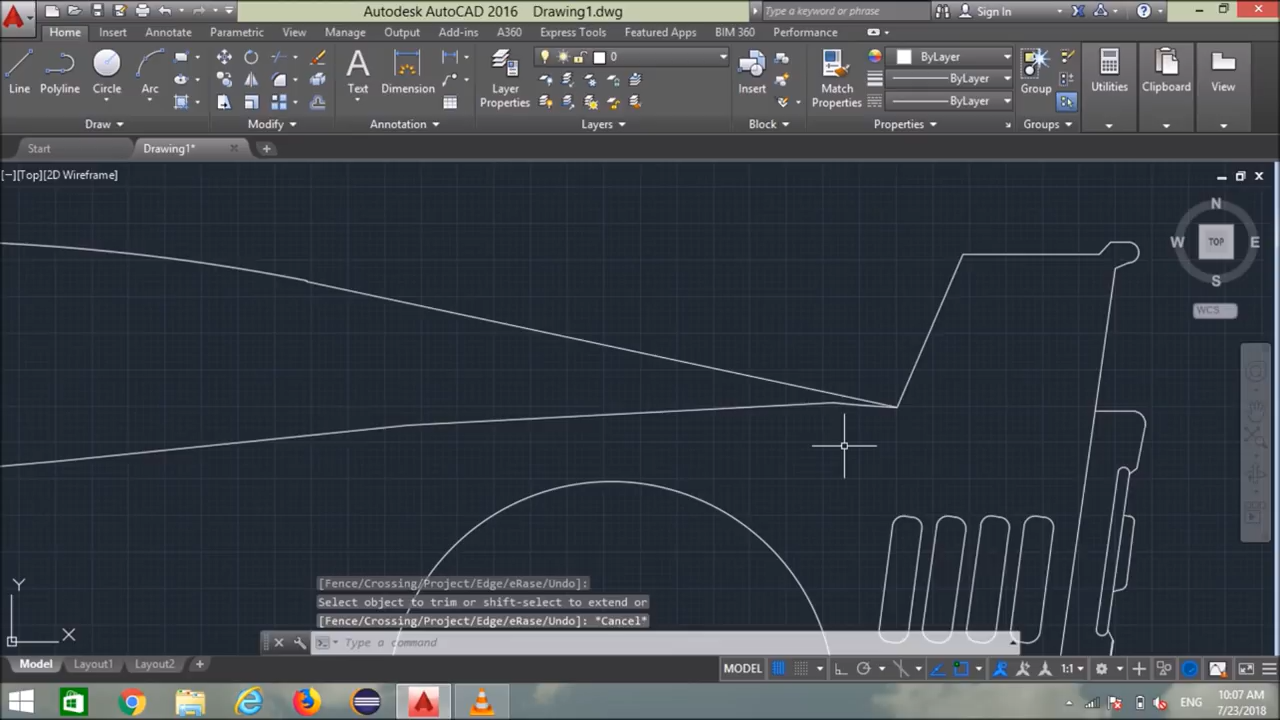 Autodesk AutoCAD 2016 Drawing1.dwg
Type a keyword or phrase
Sign In
Home Insert Annotate Parametric View Manage Output Add-ins A360 Express Tools Featured Apps BIM 360 Performance
0
ByLayer
ByLayer
ByLayer
Line Polyline Circle Arc Text Dimension Layer Properties Insert Match Properties Group Utilities Clipboard View
Draw Modify Annotation Layers Block Properties Groups
Start Drawing1*
[−][Top][2D Wireframe]
N
W TOP E
S
WCS
Y
X
[Fence/Crossing/Project/Edge/eRase/Undo]:
Select object to trim or shift-select to extend or
[Fence/Crossing/Project/Edge/eRase/Undo]: *Cancel*
Type a command
Model Layout1 Layout2
MODEL 1:1
ENG
10:07 AM
7/23/2018